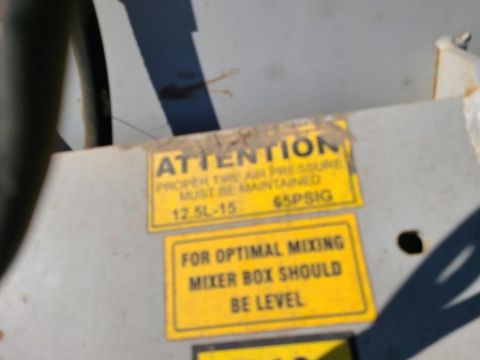 ATTENTION
PROPER TIRE AIR PRESSURE
MUST BE MAINTAINED
12.5L-15 65PSIG
FOR OPTIMAL MIXING
MIXER BOX SHOULD
BE LEVEL